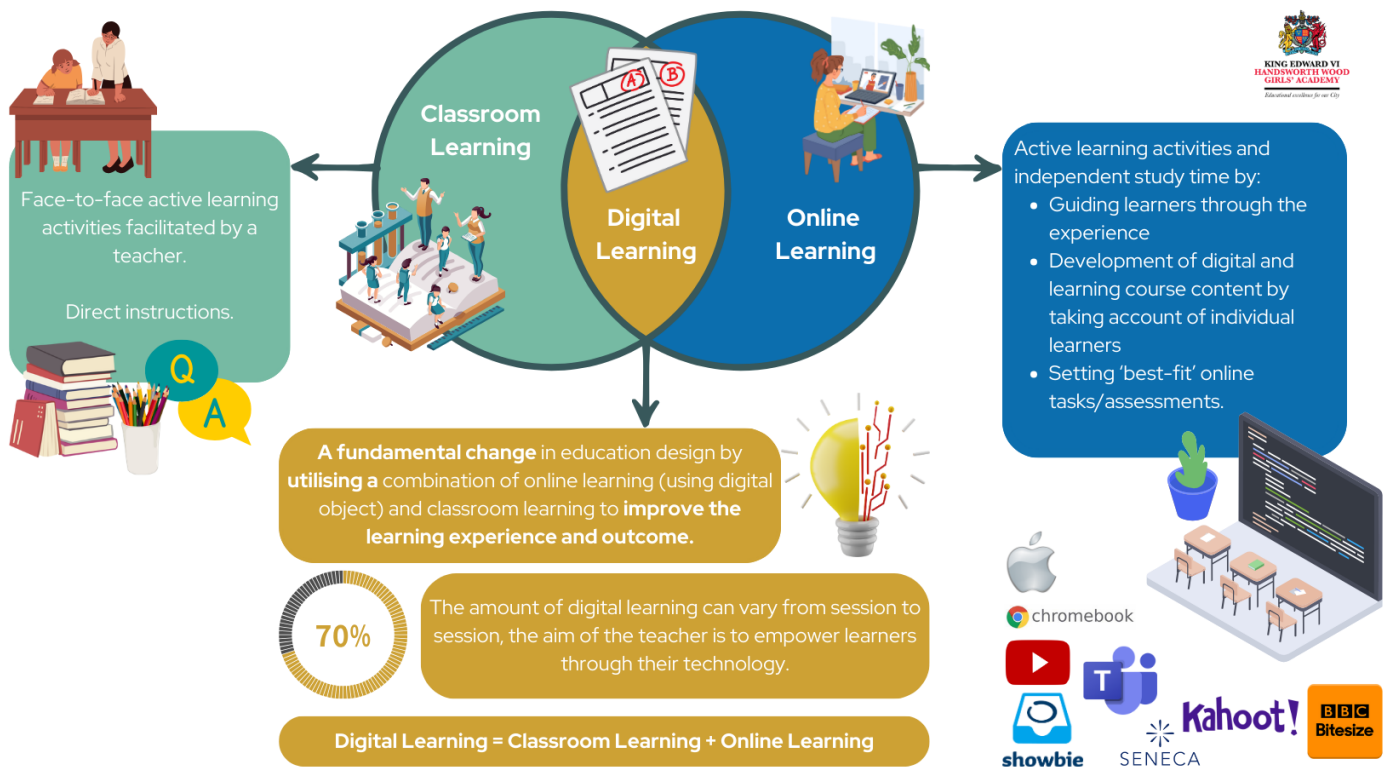 KING EDWARD VI
HANDSWORTH WOOD
GIRLS' ACADEMY
Educational excellence for our City
Classroom
Learning
A+
B
Digital
Learning
Online
Learning
Face-to-face active learning
activities facilitated by a
teacher.
Direct instructions.
Q
A
Active learning activities and
independent study time by:
• Guiding learners through the
experience
• Development of digital and
learning course content by
taking account of individual
learners
• Setting ‘best-fit’ online
tasks/assessments.
A fundamental change in education design by
utilising a combination of online learning (using digital
object) and classroom learning to improve the
learning experience and outcome.
70%
The amount of digital learning can vary from session to
session, the aim of the teacher is to empower learners
through their technology.
Digital Learning = Classroom Learning + Online Learning
chromebook
T
showbie
SENECA
Kahoot!
BBC
Bitesize